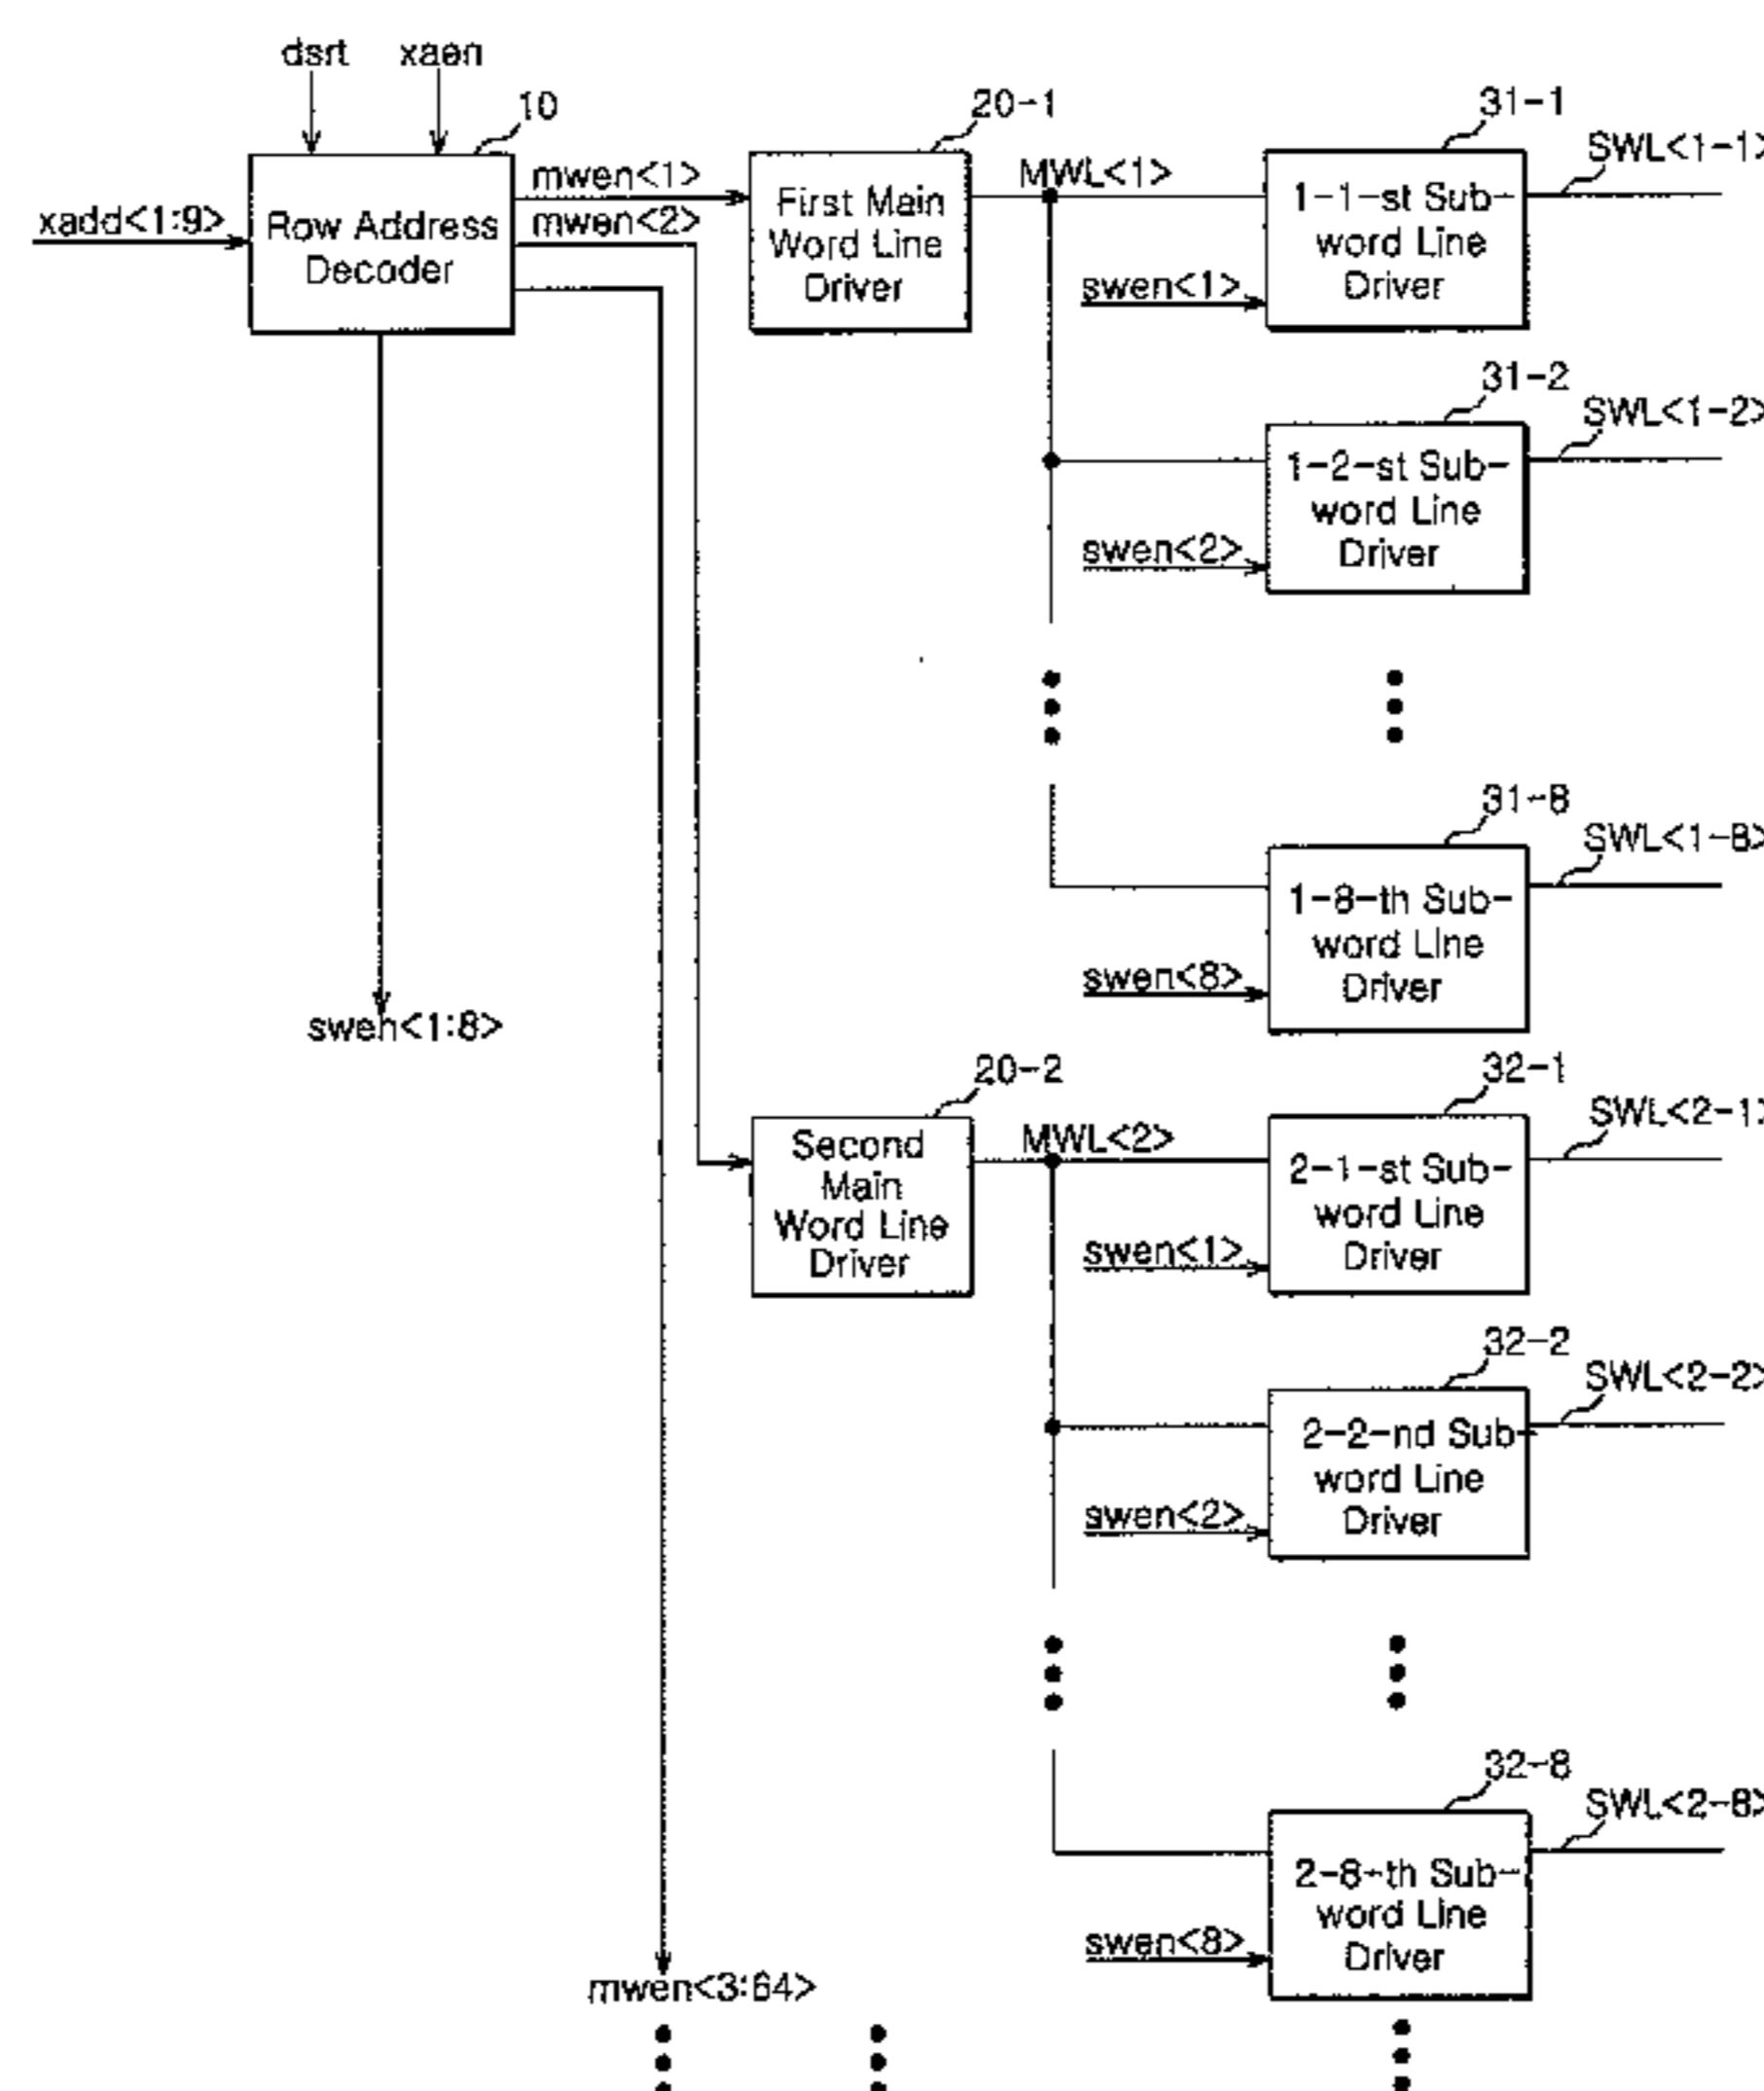 dsrt xaen
10
20-1
31-1
SWL<1-1>
xadd<1:9>
Row Address
Decoder
mwen<1>
mwen<2>
First Main
Word Line
Driver
MWL<1>
1-1-st Sub-
word Line
Driver
swen<1>
31-2
SWL<1-2>
1-2-st Sub-
word Line
Driver
swen<2>
31-8
SWL<1-8>
1-8-th Sub-
word Line
Driver
swen<8>
swen<1:8>
20-2
32-1
SWL<2-1>
Second
Main
Word Line
Driver
MWL<2>
2-1-st Sub-
word Line
Driver
swen<1>
32-2
SWL<2-2>
2-2-nd Sub-
word Line
Driver
swen<2>
32-8
SWL<2-8>
2-8-th Sub-
word Line
Driver
swen<8>
mwen<3:64>